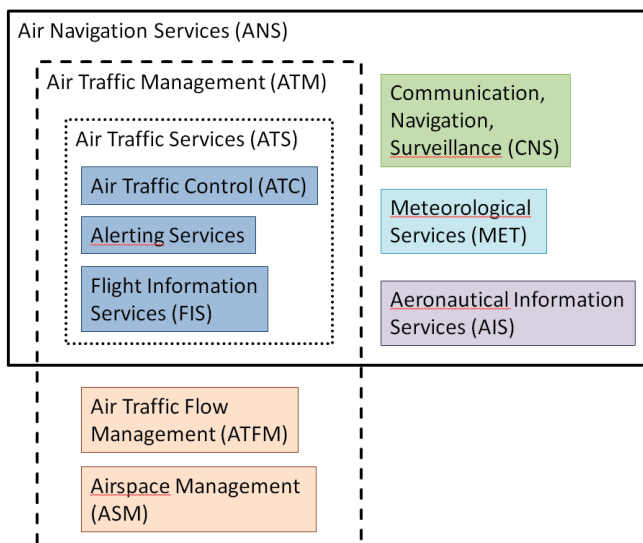 Air Navigation Services (ANS)
Air Traffic Management (ATM)
Air Traffic Services (ATS)
Air Traffic Control (ATC)
Alerting Services
Flight Information
Services (FIS)
Communication,
Navigation,
Surveillance (CNS)
Meteorological
Services (MET)
Aeronautical Information
Services (AIS)
Air Traffic Flow
Management (ATFM)
Airspace Management
(ASM)